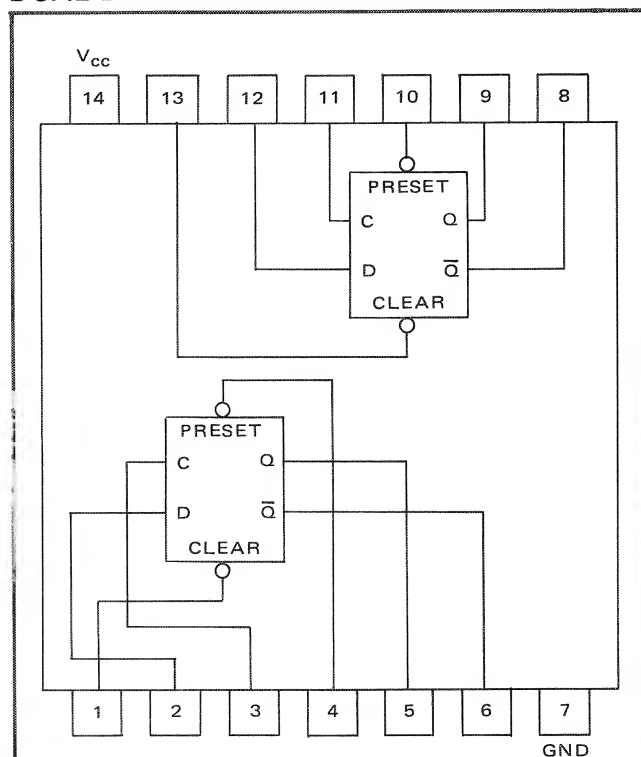 VCC
14 13 12 11 10 9 8
PRESET
C Q
D Q̅
CLEAR
PRESET
C Q
D Q̅
CLEAR
1 2 3 4 5 6 7
GND